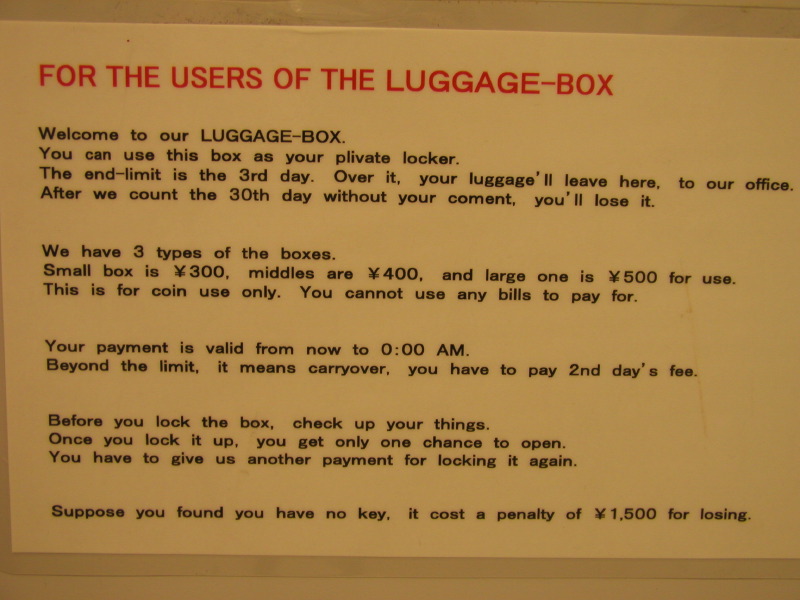 FOR THE USERS OF THE LUGGAGE-BOX
Welcome to our LUGGAGE-BOX.
You can use this box as your plivate locker.
The end-limit is the 3rd day. Over it, your luggage'll leave here, to our office.
After we count the 30th day without your coment, you'll lose it.
We have 3 types of the boxes.
Small box is ¥300, middles are ¥400, and large one is ¥500 for use.
This is for coin use only. You cannot use any bills to pay for.
Your payment is valid from now to 0:00 AM.
Beyond the limit, it means carryover, you have to pay 2nd day's fee.
Before you lock the box, check up your things.
Once you lock it up, you get only one chance to open.
You have to give us another payment for locking it again.
Suppose you found you have no key, it cost a penalty of ¥1,500 for losing.